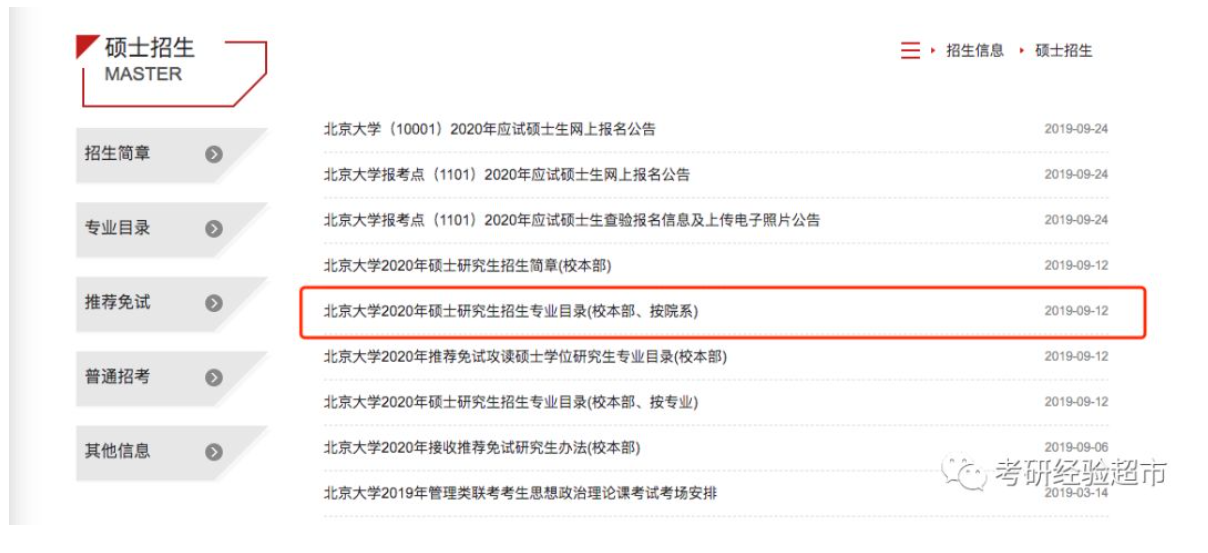 硕士招生
MASTER
招生信息 硕士招生
招生简章
专业目录
推荐免试
普通招考
其他信息
北京大学（10001）2020年应试硕士生网上报名公告 2019-09-24
北京大学报考点（1101）2020年应试硕士生网上报名公告 2019-09-24
北京大学报考点（1101）2020年应试硕士生查验报名信息及上传电子照片公告 2019-09-24
北京大学2020年硕士研究生招生简章(校本部) 2019-09-12
北京大学2020年硕士研究生招生专业目录(校本部、按院系) 2019-09-12
北京大学2020年推荐免试攻读硕士学位研究生专业目录(校本部) 2019-09-12
北京大学2020年硕士研究生招生专业目录(校本部、按专业) 2019-09-12
北京大学2020年接收推荐免试研究生办法(校本部) 2019-09-06
北京大学2019年管理类联考考生思想政治理论课考试考场安排 2019-03-14
考研经验超市